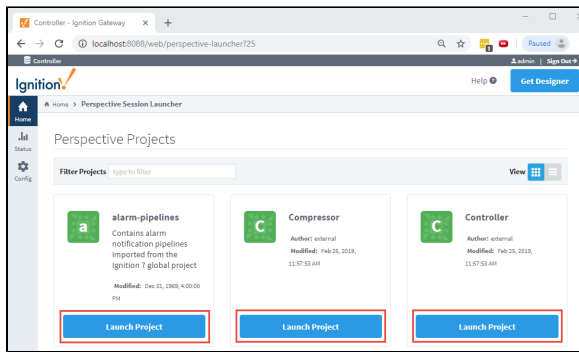 Controller - Ignition Gateway
localhost:8088/web/perspective-launcher?25
Paused
Controller
admin | Sign Out
Ignition!
Help
Get Designer
Home
Status
Config
Home > Perspective Session Launcher
Perspective Projects
Filter Projects type to filter
View
a
alarm-pipelines
Contains alarm
notification pipelines
imported from the
Ignition 7 global project
Modified: Dec 31, 1969, 4:00:00
PM
Launch Project
C
Compressor
Author: external
Modified: Feb 25, 2019,
11:57:53 AM
Launch Project
C
Controller
Author: external
Modified: Feb 25, 2019,
11:57:53 AM
Launch Project